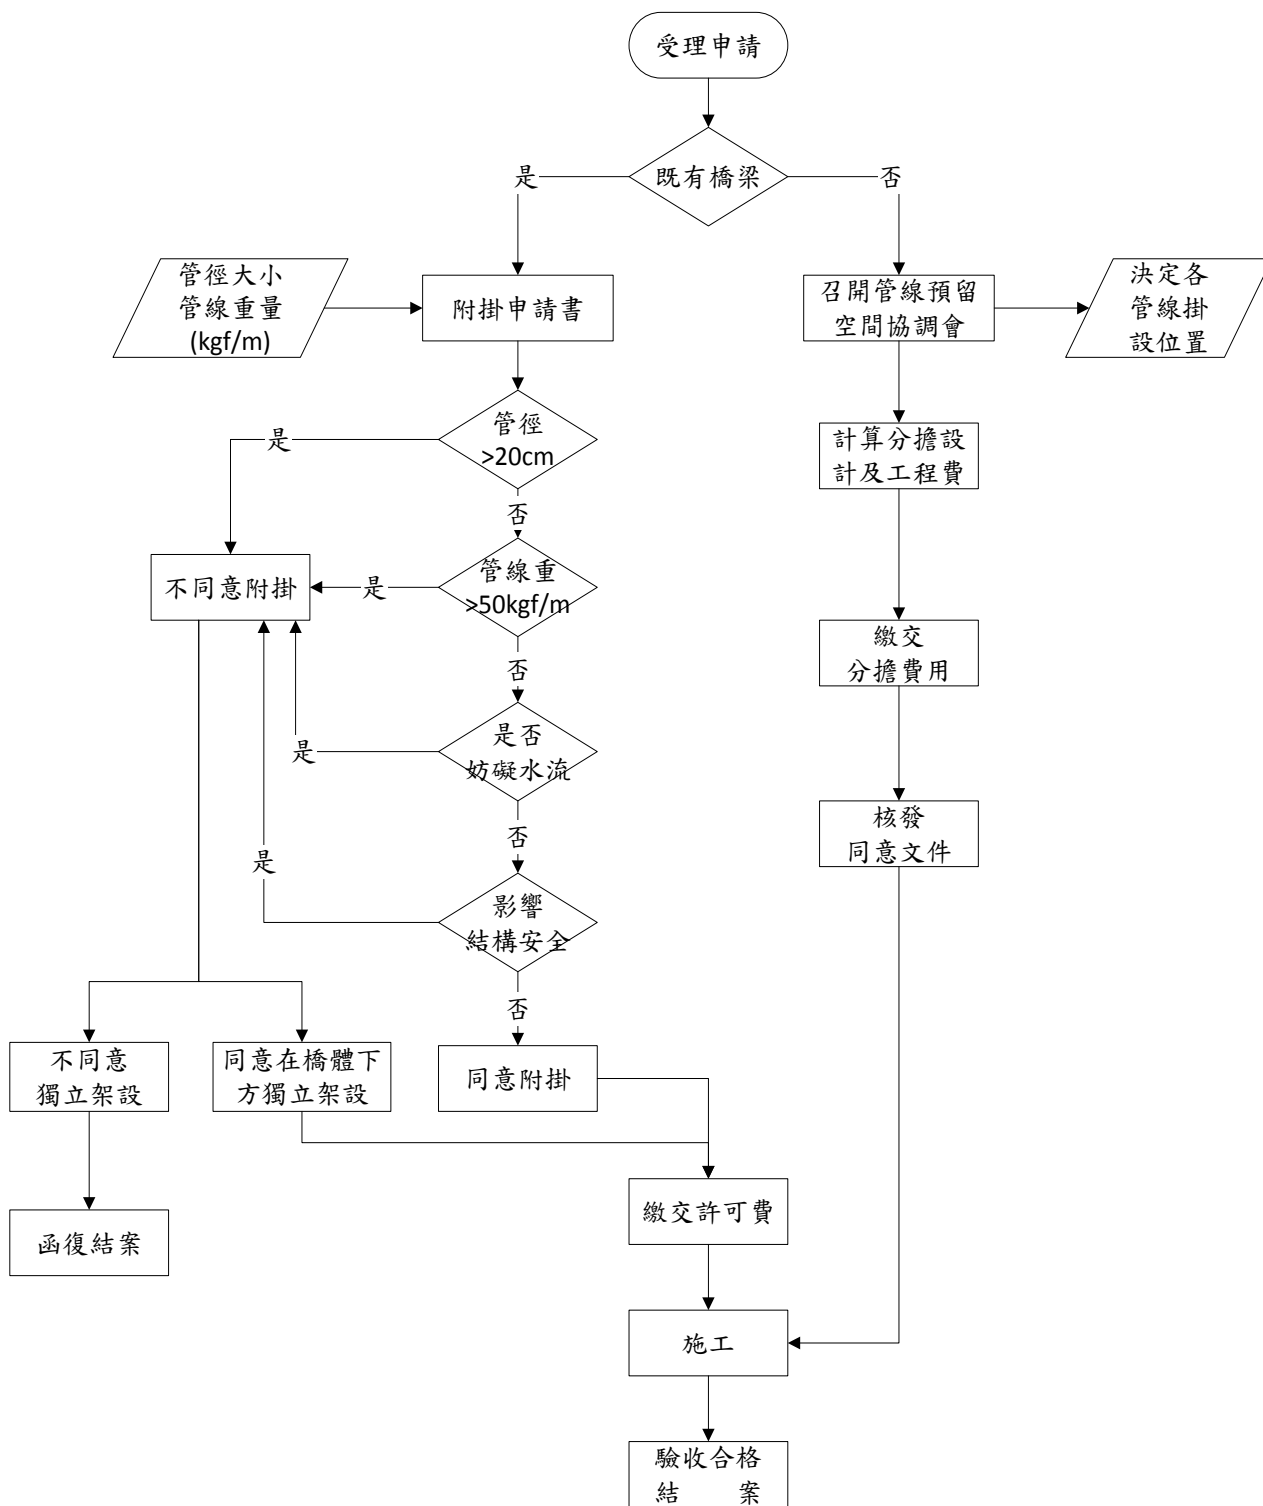 受理申請
既有橋梁
是
否
管徑大小
管線重量
(kgf/m)
附掛申請書
召開管線預留
空間協調會
決定各
管線掛
設位置
管徑
>20cm
是
否
計算分擔設
計及工程費
不同意附掛
是
管線重
>50kgf/m
否
繳交
分擔費用
是否
妨礙水流
是
否
核發
同意文件
是
影響
結構安全
否
不同意
獨立架設
同意在橋體下
方獨立架設
同意附掛
函復結案
繳交許可費
施工
驗收合格
結　　案